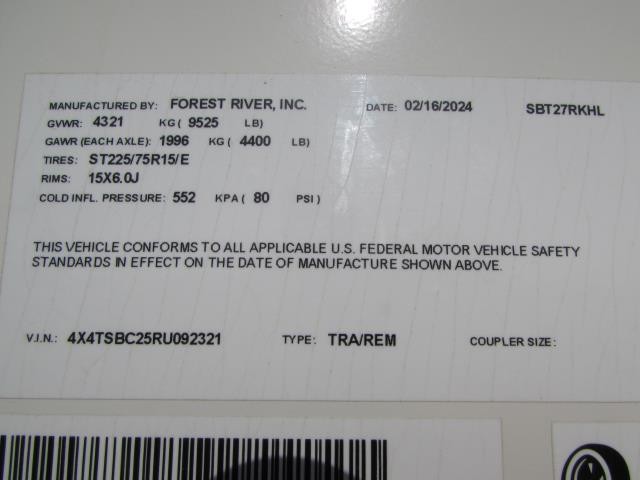 MANUFACTURED BY: FOREST RIVER, INC. DATE: 02/16/2024 SBT27RKHL
GVWR: 4321 KG ( 9525 LB)
GAWR (EACH AXLE): 1996 KG ( 4400 LB)
TIRES: ST225/75R15/E
RIMS: 15X6.0J
COLD INFL. PRESSURE: 552 KPA ( 80 PSI )
THIS VEHICLE CONFORMS TO ALL APPLICABLE U.S. FEDERAL MOTOR VEHICLE SAFETY
STANDARDS IN EFFECT ON THE DATE OF MANUFACTURE SHOWN ABOVE.
V.I.N.: 4X4TSBC25RU092321 TYPE: TRA/REM COUPLER SIZE: